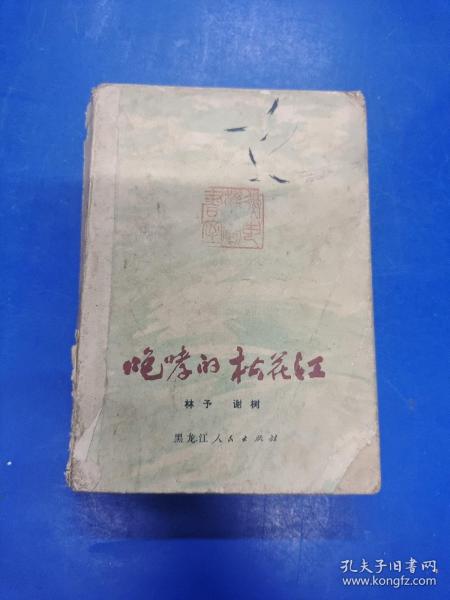 咆哮的松花江
林予 谢树
黑龙江人民出版社
孔夫子旧书网
www.kongfz.com